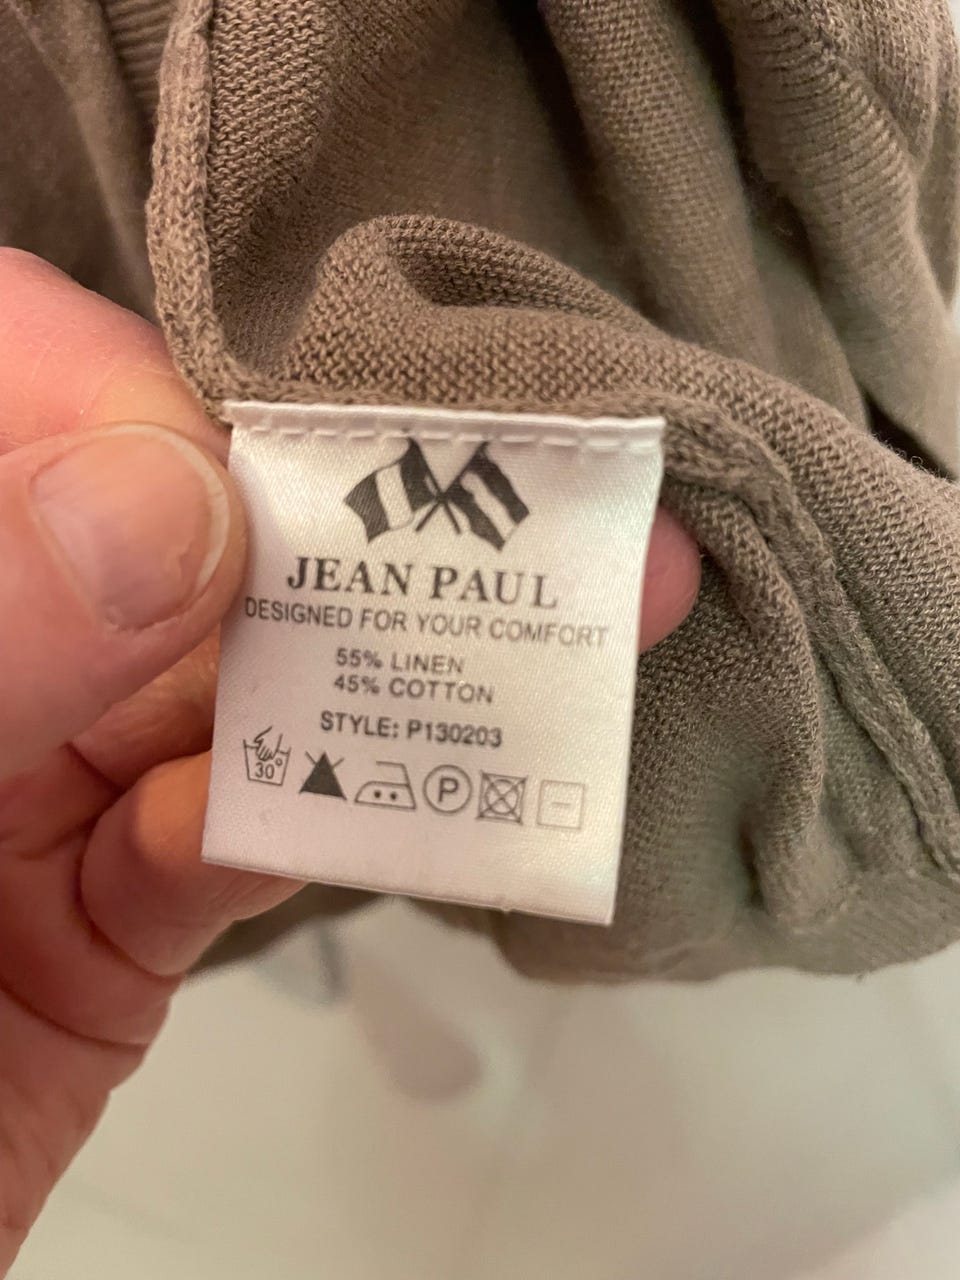 JEAN PAUL
DESIGNED FOR YOUR COMFORT
55% LINEN
45% COTTON
STYLE: P130203
30°
P